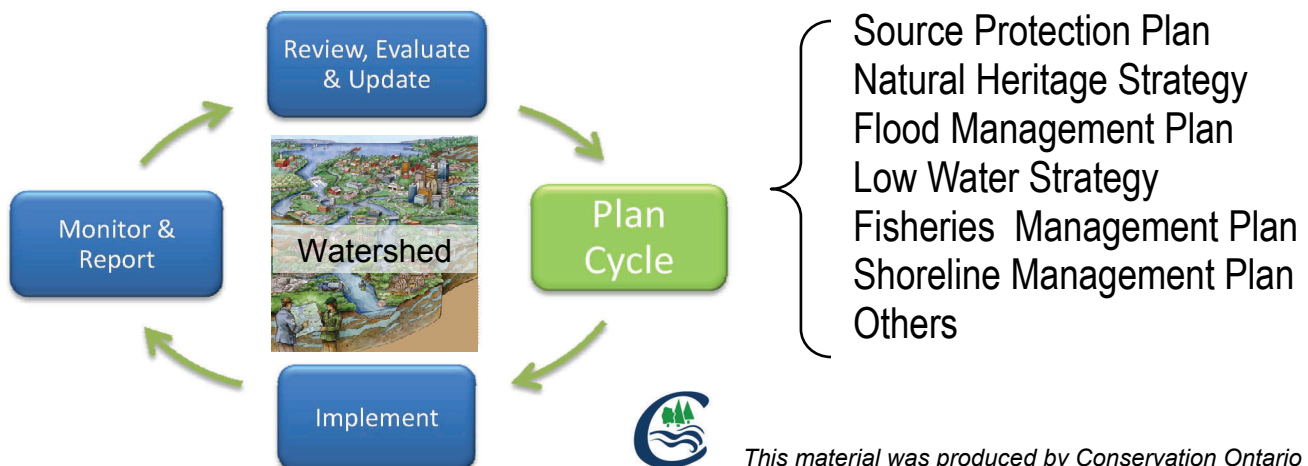 Review, Evaluate
& Update
Source Protection Plan
Natural Heritage Strategy
Flood Management Plan
Low Water Strategy
Fisheries Management Plan
Shoreline Management Plan
Others
Plan
Cycle
Monitor &
Report
Watershed
Implement
This material was produced by Conservation Ontario